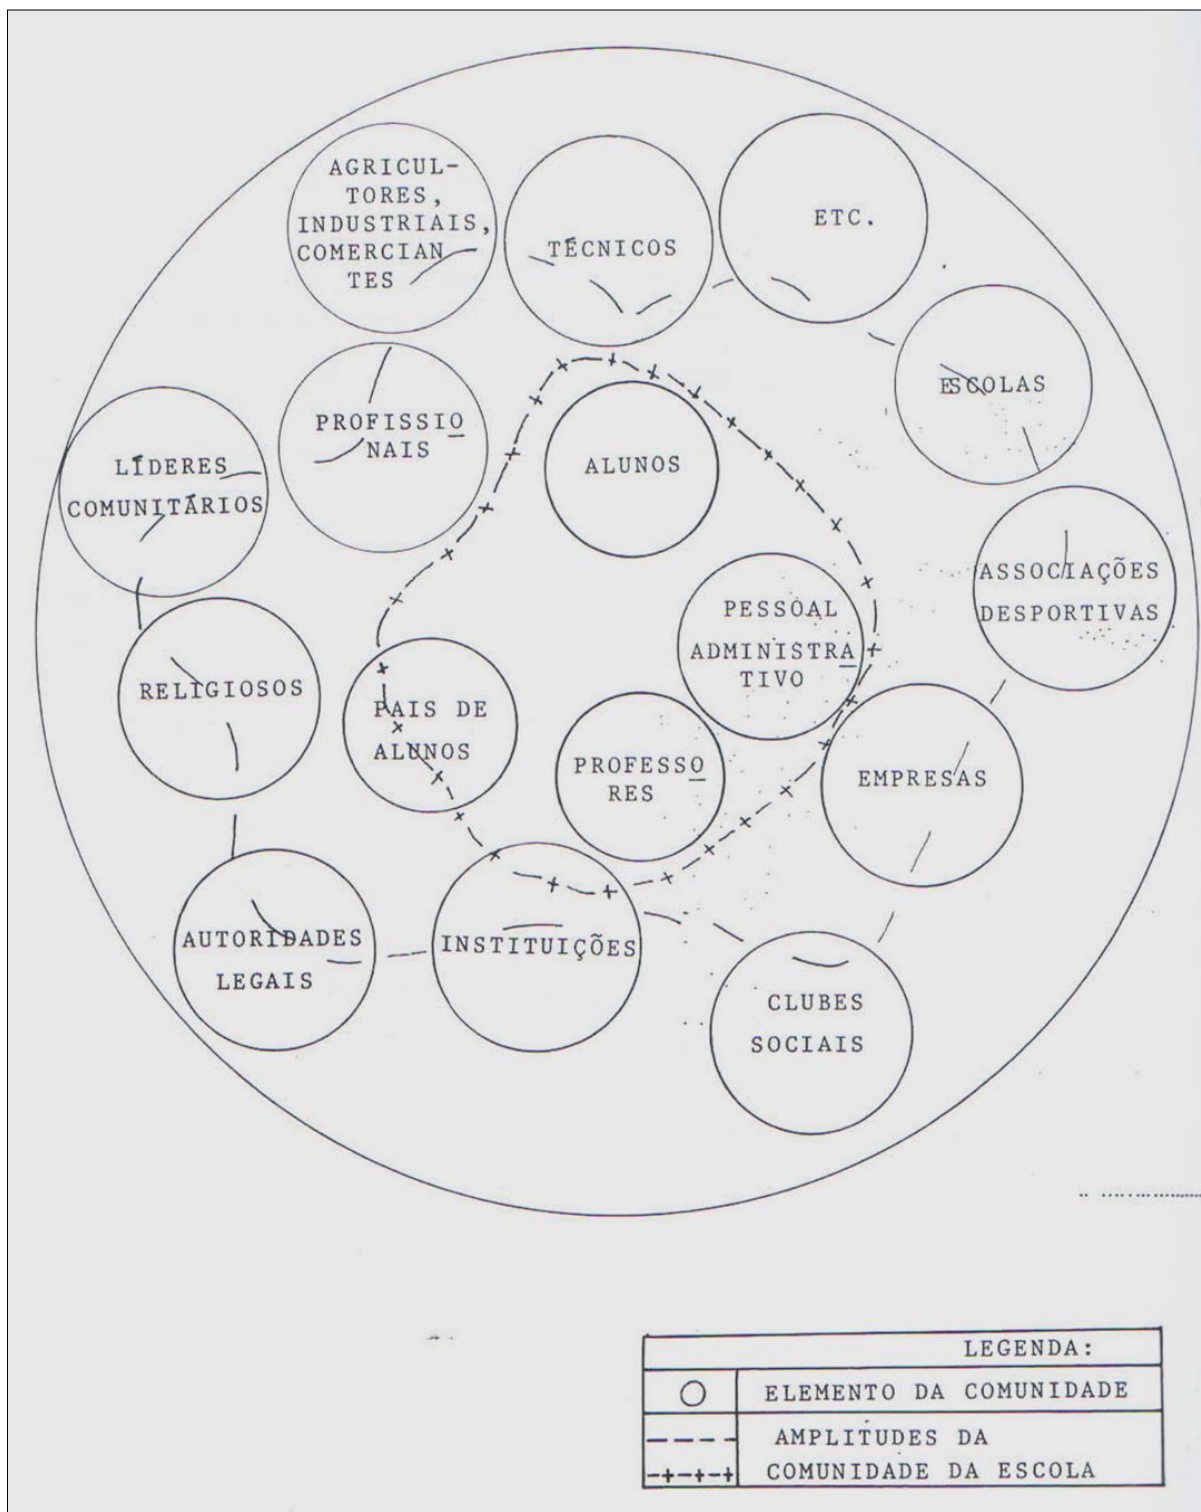 AGRICUL-
TORES,
INDUSTRIAIS,
COMERCIAN
TES
TÉCNICOS
ETC.
ESCOLAS
PROFISSIO
NAIS
ALUNOS
LÍDERES
COMUNITÁRIOS
ASSOCIAÇÕES
DESPORTIVAS
PESSOAL
ADMINISTRA
TIVO
RELIGIOSOS
PAIS DE
ALUNOS
PROFESSO
RES
EMPRESAS
AUTORIDADES
LEGAIS
INSTITUIÇÕES
CLUBES
SOCIAIS
LEGENDA:
ELEMENTO DA COMUNIDADE
AMPLITUDES DA
COMUNIDADE DA ESCOLA